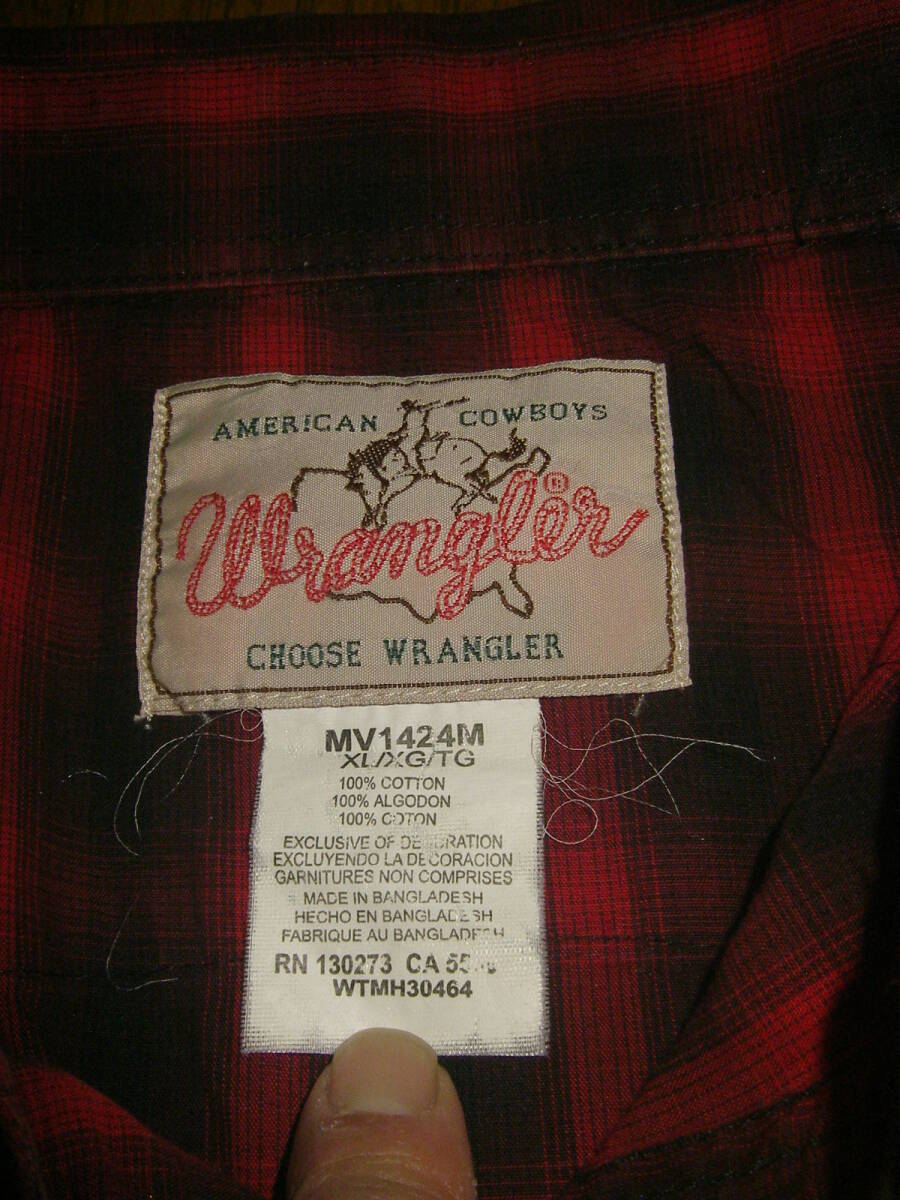 AMERICAN COWBOYS
Wrangler®
CHOOSE WRANGLER
MV1424M
XL/XG/TG
100% COTTON
100% ALGODON
100% COTON
EXCLUSIVE OF DECORATION
EXCLUYENDO LA DECORACION
GARNITURES NON COMPRISES
MADE IN BANGLADESH
HECHO EN BANGLADESH
FABRIQUE AU BANGLADESH
RN 130273 CA
WTMH30464